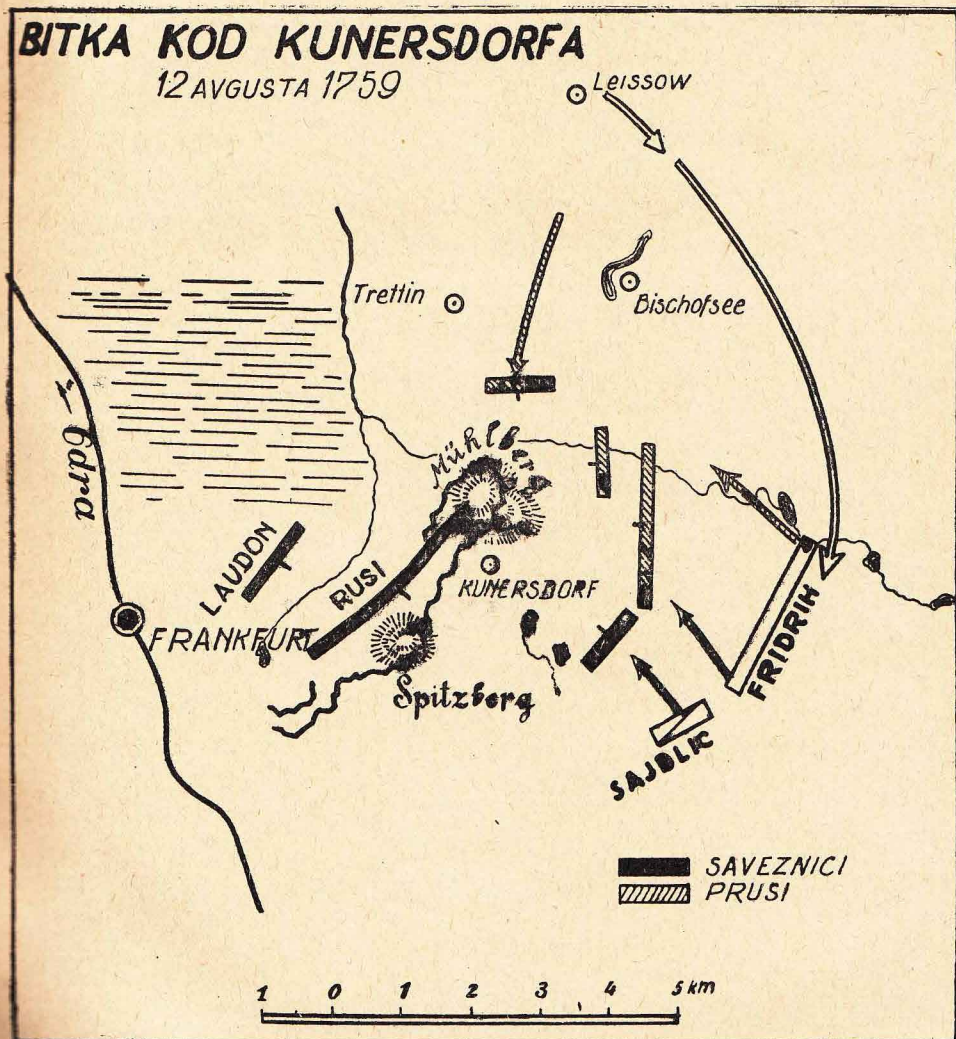 BITKA KOD KUNERSDORFA
12 AVGUSTA 1759
Leissow
Trettin
Bischofsee
Odra
Mühlberg
LAUDON
RUSI
KUNERSDORF
FRANKFURT
Spitzberg
FRIDRIH
SAJDLIC
SAVEZNICI
PRUSI
1 0 1 2 3 4 5 km